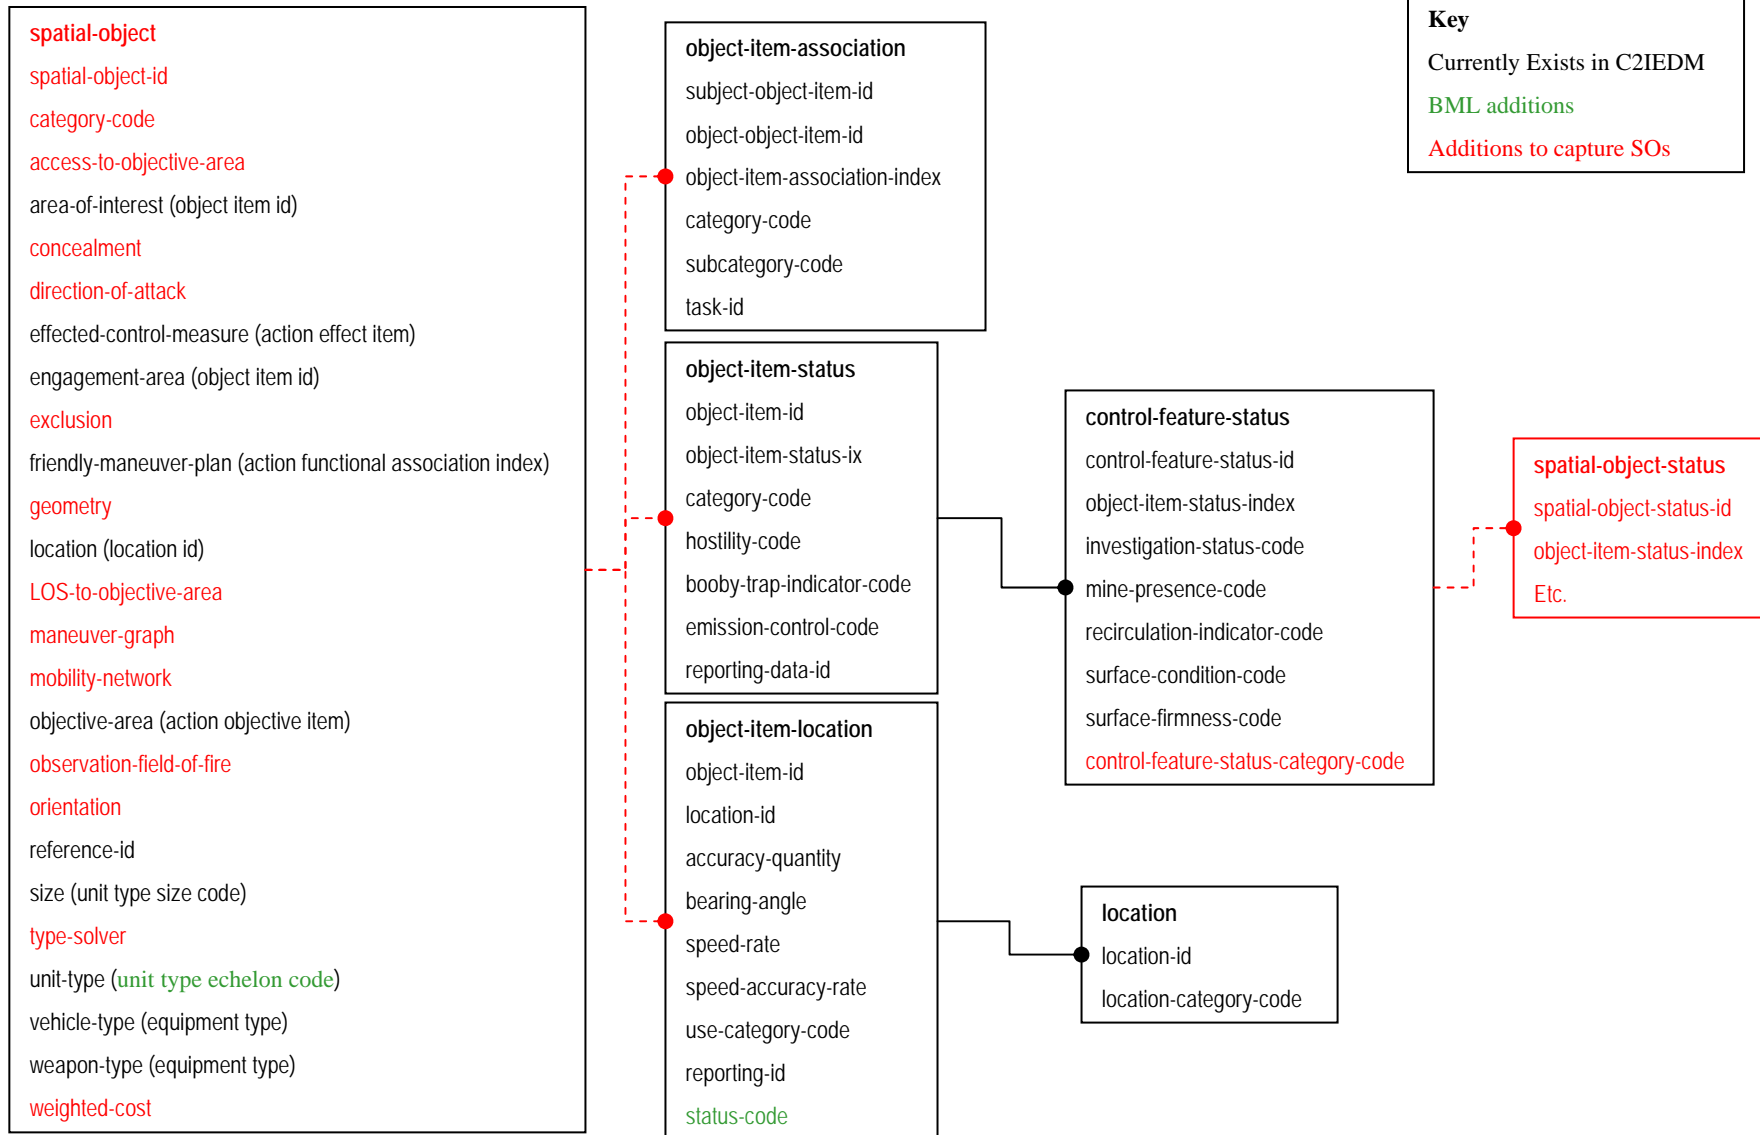 spatial-object
spatial-object-id
category-code
access-to-objective-area
area-of-interest (object item id)
concealment
direction-of-attack
effected-control-measure (action effect item)
engagement-area (object item id)
exclusion
friendly-maneuver-plan (action functional association index)
geometry
location (location id)
LOS-to-objective-area
maneuver-graph
mobility-network
objective-area (action objective item)
observation-field-of-fire
orientation
reference-id
size (unit type size code)
type-solver
unit-type (unit type echelon code)
vehicle-type (equipment type)
weapon-type (equipment type)
weighted-cost
object-item-association
subject-object-item-id
object-object-item-id
object-item-association-index
category-code
subcategory-code
task-id
object-item-status
object-item-id
object-item-status-ix
category-code
hostility-code
booby-trap-indicator-code
emission-control-code
reporting-data-id
object-item-location
object-item-id
location-id
accuracy-quantity
bearing-angle
speed-rate
speed-accuracy-rate
use-category-code
reporting-id
status-code
control-feature-status
control-feature-status-id
object-item-status-index
investigation-status-code
mine-presence-code
recirculation-indicator-code
surface-condition-code
surface-firmness-code
control-feature-status-category-code
location
location-id
location-category-code
Key
Currently Exists in C2IEDM
BML additions
Additions to capture SOs
spatial-object-status
spatial-object-status-id
object-item-status-index
Etc.